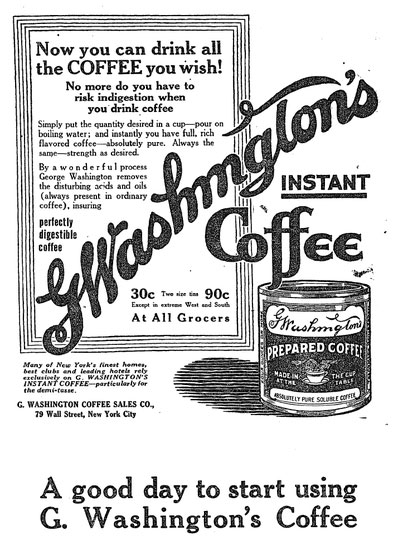 Now you can drink all
the COFFEE you wish!
No more do you have to
risk indigestion when
you drink coffee
Simply put the quantity desired in a cup—pour on
boiling water; and instantly you have full, rich
flavored coffee—absolutely pure. Always the
same—strength as desired.
By a wonderful process
George Washington removes
the disturbing acids and oils
(always present in ordinary
coffee), insuring
perfectly
digestible
coffee
G. Washington's
INSTANT
Coffee
30c Two size tins 90c
Except in extreme West and South
At All Grocers
G. Washington's
PREPARED COFFEE
MADE IN THE CUP
AT THE TABLE
ABSOLUTELY PURE SOLUBLE COFFEE
Many of New York's finest homes,
best clubs and leading hotels rely
exclusively on G. WASHINGTON'S
INSTANT COFFEE—particularly for
the demi-tasse.
G. WASHINGTON COFFEE SALES CO.,
79 Wall Street, New York City
A good day to start using
G. Washington's Coffee